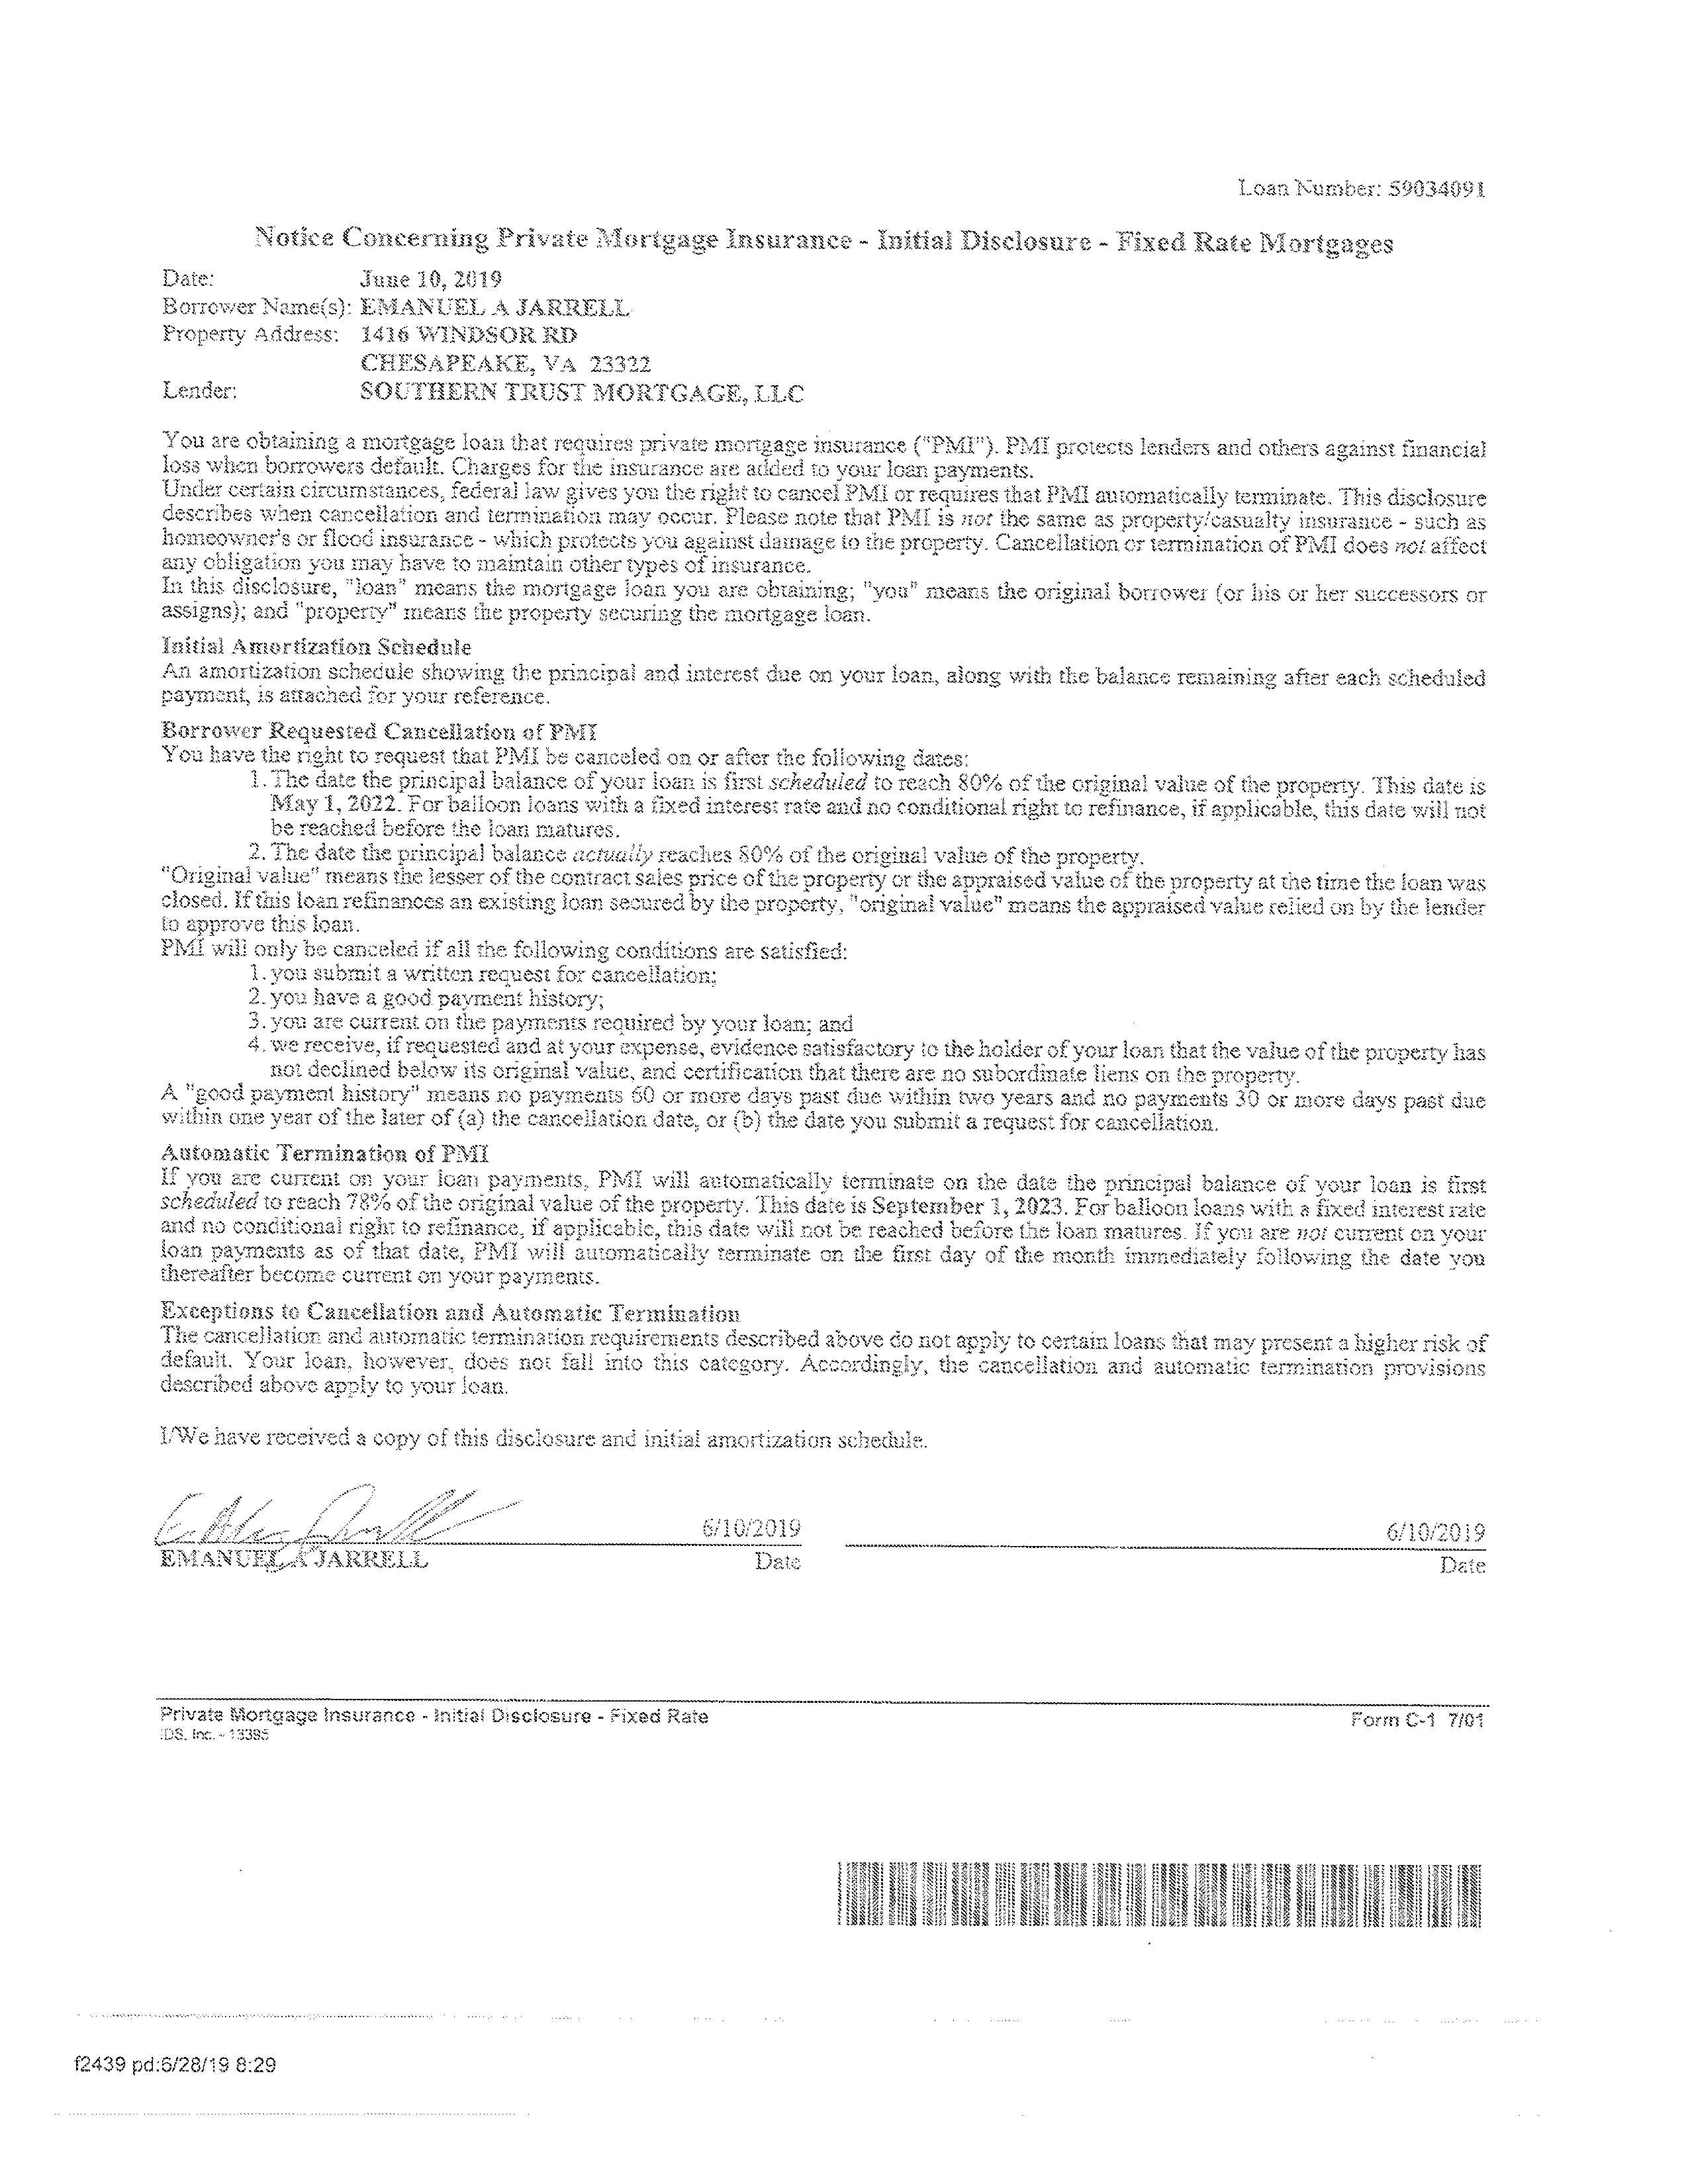 Loan Number: 59034091
Notice Concerning Private Mortgage Insurance - Initial Disclosure - Fixed Rate Mortgages
Date: June 10, 2019
Borrower Name(s): EMANUEL A JARRELL
Property Address: 1416 WINDSOR RD
CHESAPEAKE, VA 23322
Lender: SOUTHERN TRUST MORTGAGE, LLC
You are obtaining a mortgage loan that requires private mortgage insurance ("PMI"). PMI protects lenders and others against financial
loss when borrowers default. Charges for the insurance are added to your loan payments.
Under certain circumstances, federal law gives you the right to cancel PMI or requires that PMI automatically terminate. This disclosure
describes when cancellation and termination may occur. Please note that PMI is not the same as property/casualty insurance - such as
homeowner's or flood insurance - which protects you against damage to the property. Cancellation or termination of PMI does not affect
any obligation you may have to maintain other types of insurance.
In this disclosure, "loan" means the mortgage loan you are obtaining; "you" means the original borrower (or his or her successors or
assigns); and "property" means the property securing the mortgage loan.
Initial Amortization Schedule
An amortization schedule showing the principal and interest due on your loan, along with the balance remaining after each scheduled
payment, is attached for your reference.
Borrower Requested Cancellation of PMI
You have the right to request that PMI be canceled on or after the following dates:
1. The date the principal balance of your loan is first scheduled to reach 80% of the original value of the property. This date is
May 1, 2022. For balloon loans with a fixed interest rate and no conditional right to refinance, if applicable, this date will not
be reached before the loan matures.
2. The date the principal balance actually reaches 80% of the original value of the property.
"Original value" means the lesser of the contract sales price of the property or the appraised value of the property at the time the loan was
closed. If this loan refinances an existing loan secured by the property, "original value" means the appraised value relied on by the lender
to approve this loan.
PMI will only be canceled if all the following conditions are satisfied:
1. you submit a written request for cancellation;
2. you have a good payment history;
3. you are current on the payments required by your loan; and
4. we receive, if requested and at your expense, evidence satisfactory to the holder of your loan that the value of the property has
not declined below its original value, and certification that there are no subordinate liens on the property.
A "good payment history" means no payments 60 or more days past due within two years and no payments 30 or more days past due
within one year of the later of (a) the cancellation date, or (b) the date you submit a request for cancellation.
Automatic Termination of PMI
If you are current on your loan payments, PMI will automatically terminate on the date the principal balance of your loan is first
scheduled to reach 78% of the original value of the property. This date is September 1, 2023. For balloon loans with a fixed interest rate
and no conditional right to refinance, if applicable, this date will not be reached before the loan matures. If you are not current on your
loan payments as of that date, PMI will automatically terminate on the first day of the month immediately following the date you
thereafter become current on your payments.
Exceptions to Cancellation and Automatic Termination
The cancellation and automatic termination requirements described above do not apply to certain loans that may present a higher risk of
default. Your loan, however, does not fall into this category. Accordingly, the cancellation and automatic termination provisions
described above apply to your loan.
I/We have received a copy of this disclosure and initial amortization schedule.
6/10/2019 6/10/2019
EMANUEL A JARRELL Date Date
Private Mortgage Insurance - Initial Disclosure - Fixed Rate Form C-1 7/01
IDS, Inc. - 13385
f2439 pd:6/28/19 8:29